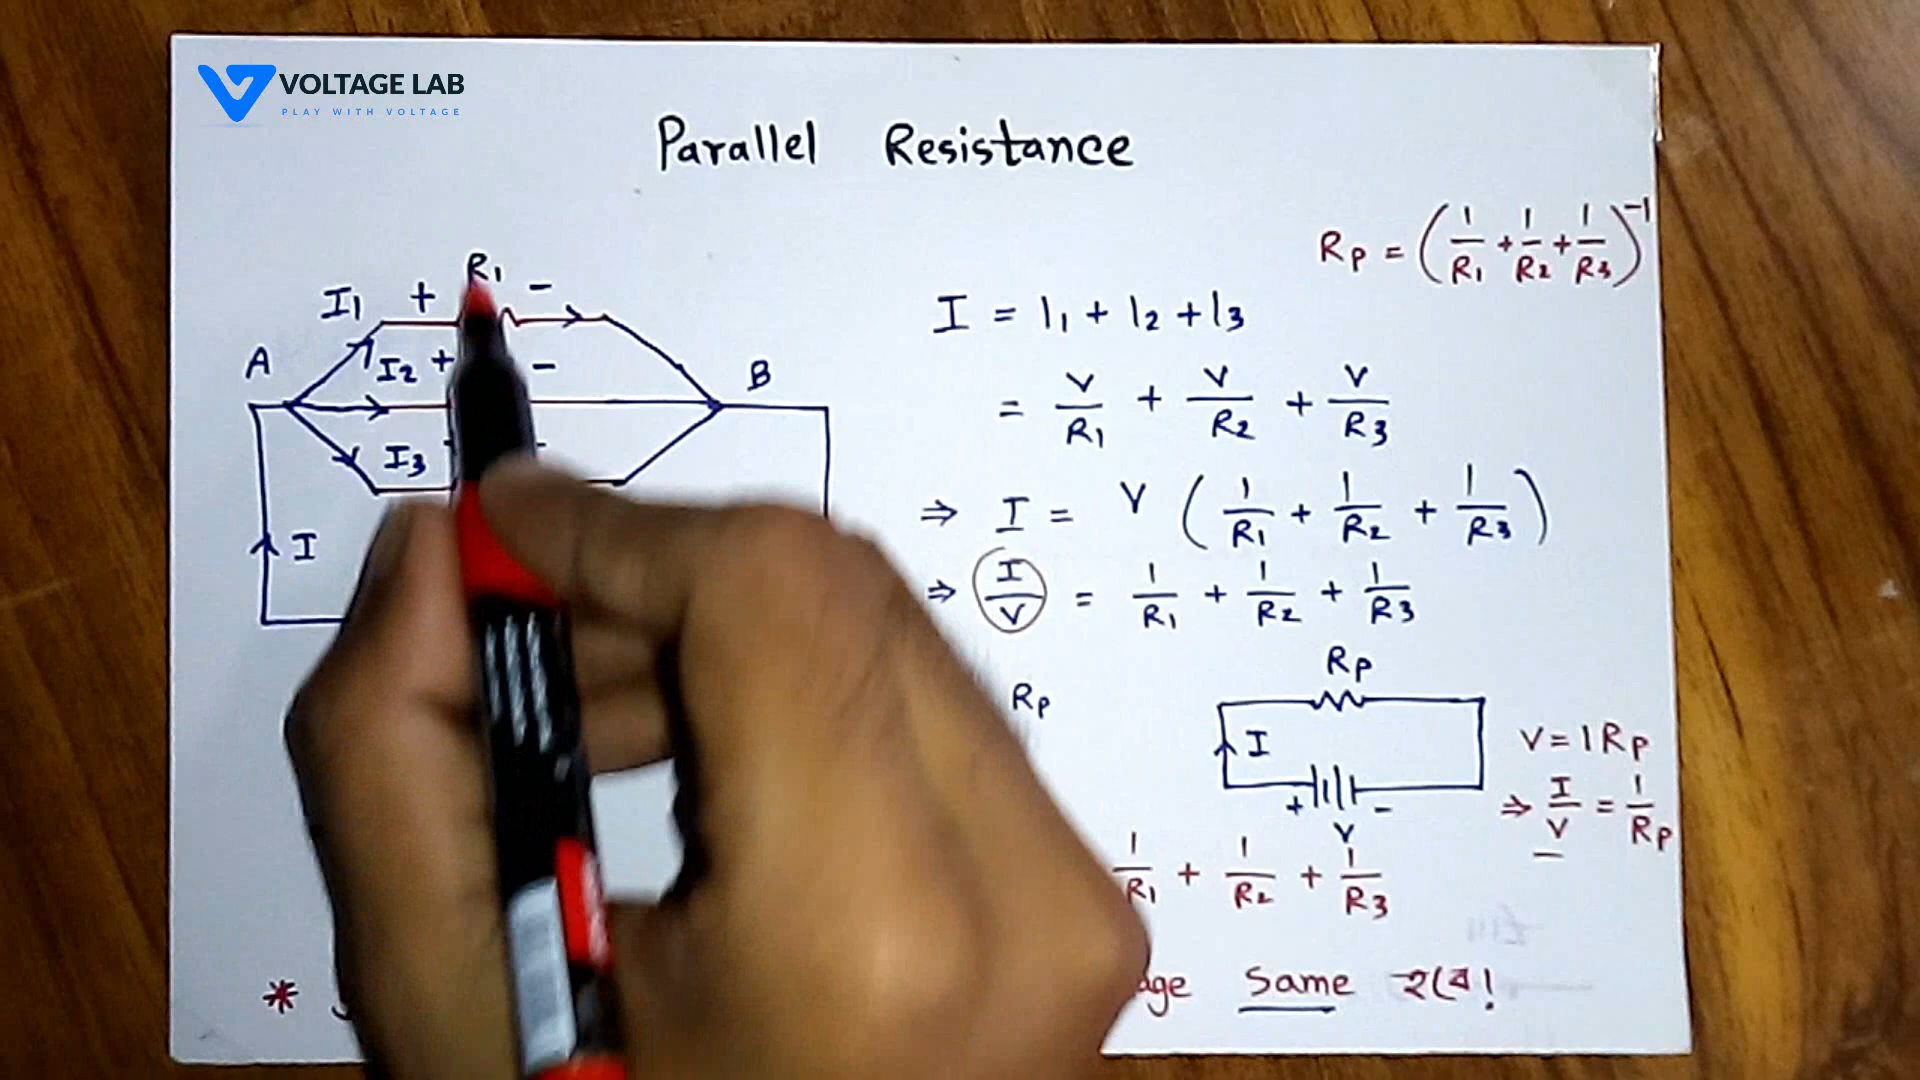 VOLTAGE LAB
PLAY WITH VOLTAGE
Parallel Resistance
Rp = (1/R1 + 1/R2 + 1/R3)^-1
R1
I1 + -
A I2 + - B
I3 -
I
I = I1 + I2 + I3
= V/R1 + V/R2 + V/R3
⇒ I = V (1/R1 + 1/R2 + 1/R3)
⇒ I/V = 1/R1 + 1/R2 + 1/R3
Rp
Rp
I
+ -
V
V = IRp
⇒ I/V = 1/Rp
1/R1 + 1/R2 + 1/R3
* Same হবে!